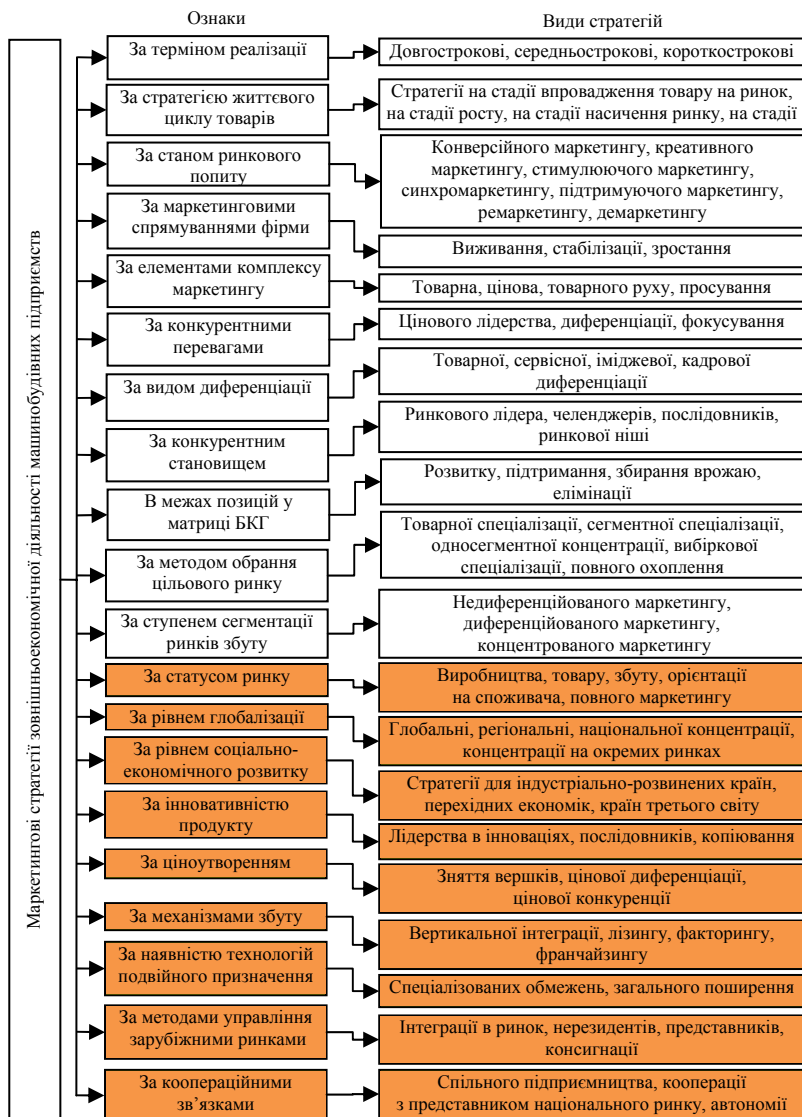 Ознаки
Види стратегій
Маркетингові стратегії зовнішньоекономічної діяльності машинобудівних підприємств
За терміном реалізації
Довгострокові, середньострокові, короткострокові
За стратегією життєвого
циклу товарів
Стратегії на стадії впровадження товару на ринок,
на стадії росту, на стадії насичення ринку, на стадії
За станом ринкового
попиту
Конверсійного маркетингу, креативного
маркетингу, стимулюючого маркетингу,
синхромаркетингу, підтримуючого маркетингу,
ремаркетингу, демаркетингу
За маркетинговими
спрямуваннями фірми
Виживання, стабілізації, зростання
За елементами комплексу
маркетингу
Товарна, цінова, товарного руху, просування
За конкурентними
перевагами
Цінового лідерства, диференціації, фокусування
За видом диференціації
Товарної, сервісної, іміджевої, кадрової
диференціації
За конкурентним
становищем
Ринкового лідера, челенджерів, послідовників,
ринкової ніші
В межах позицій у
матриці БКГ
Розвитку, підтримання, збирання врожаю,
елімінації
За методом обрання
цільового ринку
Товарної спеціалізації, сегментної спеціалізації,
односегментної концентрації, вибіркової
спеціалізації, повного охоплення
За ступенем сегментації
ринків збуту
Недиференційованого маркетингу,
диференційованого маркетингу,
концентрованого маркетингу
За статусом ринку
Виробництва, товару, збуту, орієнтації
на споживача, повного маркетингу
За рівнем глобалізації
Глобальні, регіональні, національної концентрації,
концентрації на окремих ринках
За рівнем соціально-
економічного розвитку
Стратегії для індустріально-розвинених країн,
перехідних економік, країн третього світу
За інновативністю
продукту
Лідерства в інноваціях, послідовників, копіювання
За ціноутворенням
Зняття вершків, цінової диференціації,
цінової конкуренції
За механізмами збуту
Вертикальної інтеграції, лізингу, факторингу,
франчайзингу
За наявністю технологій
подвійного призначення
Спеціалізованих обмежень, загального поширення
За методами управління
зарубіжними ринками
Інтеграції в ринок, нерезидентів, представників,
консигнації
За коопераційними
зв’язками
Спільного підприємництва, кооперації
з представником національного ринку, автономії